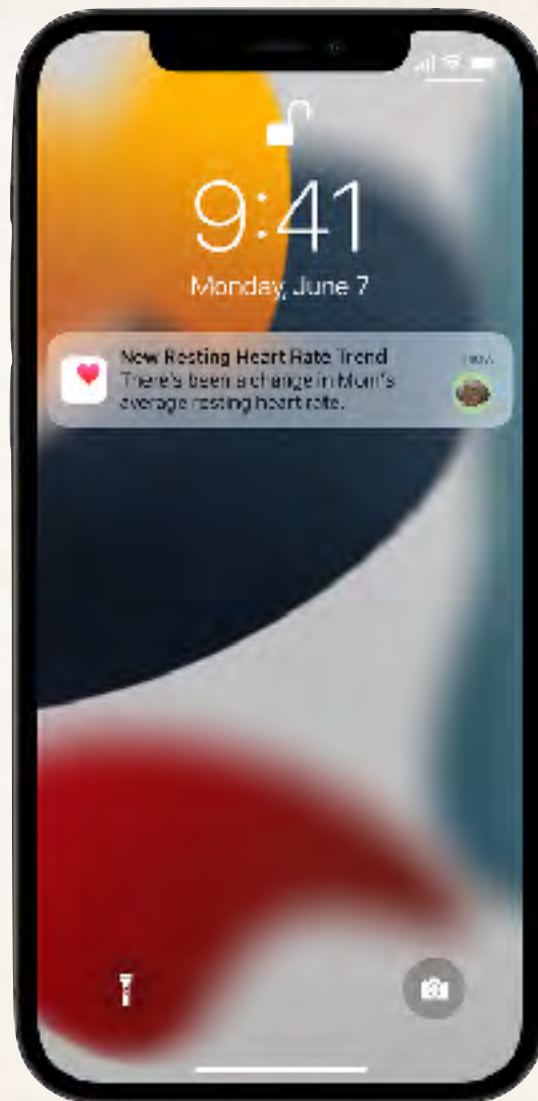 9:41
Monday, June 7
New Resting Heart Rate Trend
now
There's been a change in Mom's
average resting heart rate.